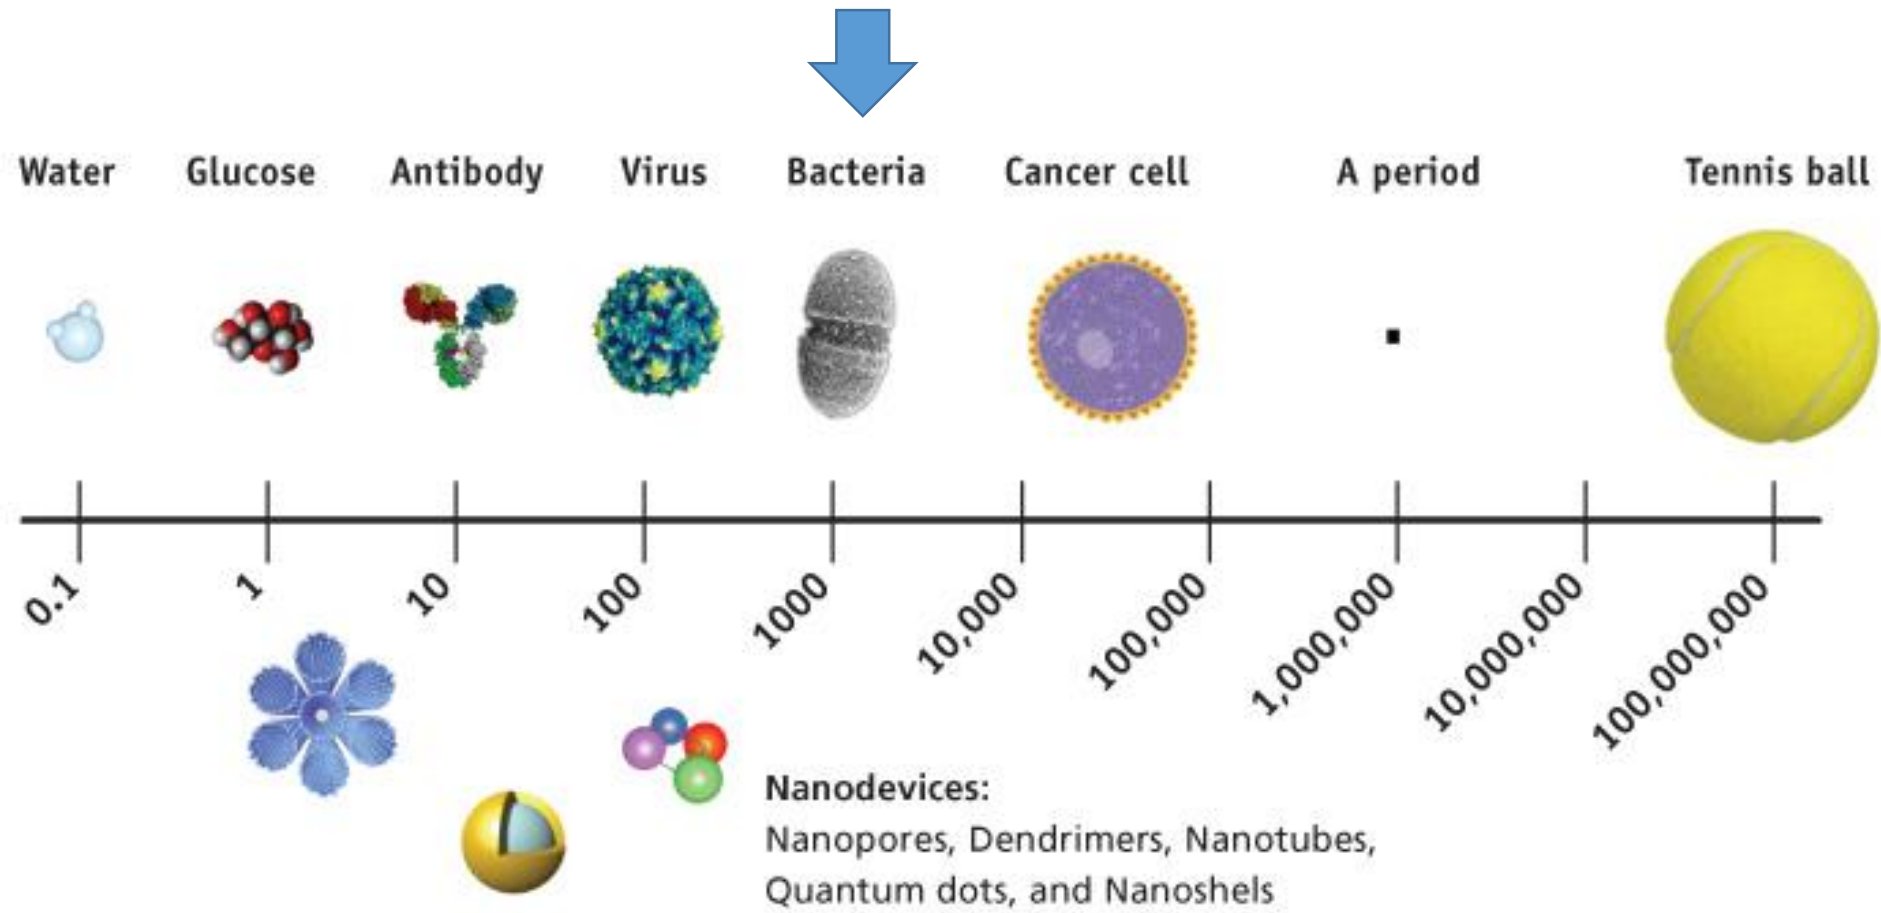 Water Glucose Antibody Virus Bacteria Cancer cell A period Tennis ball
0.1 1 10 100 1000 10,000 100,000 1,000,000 10,000,000 100,000,000
Nanodevices:
Nanopores, Dendrimers, Nanotubes,
Quantum dots, and Nanoshels